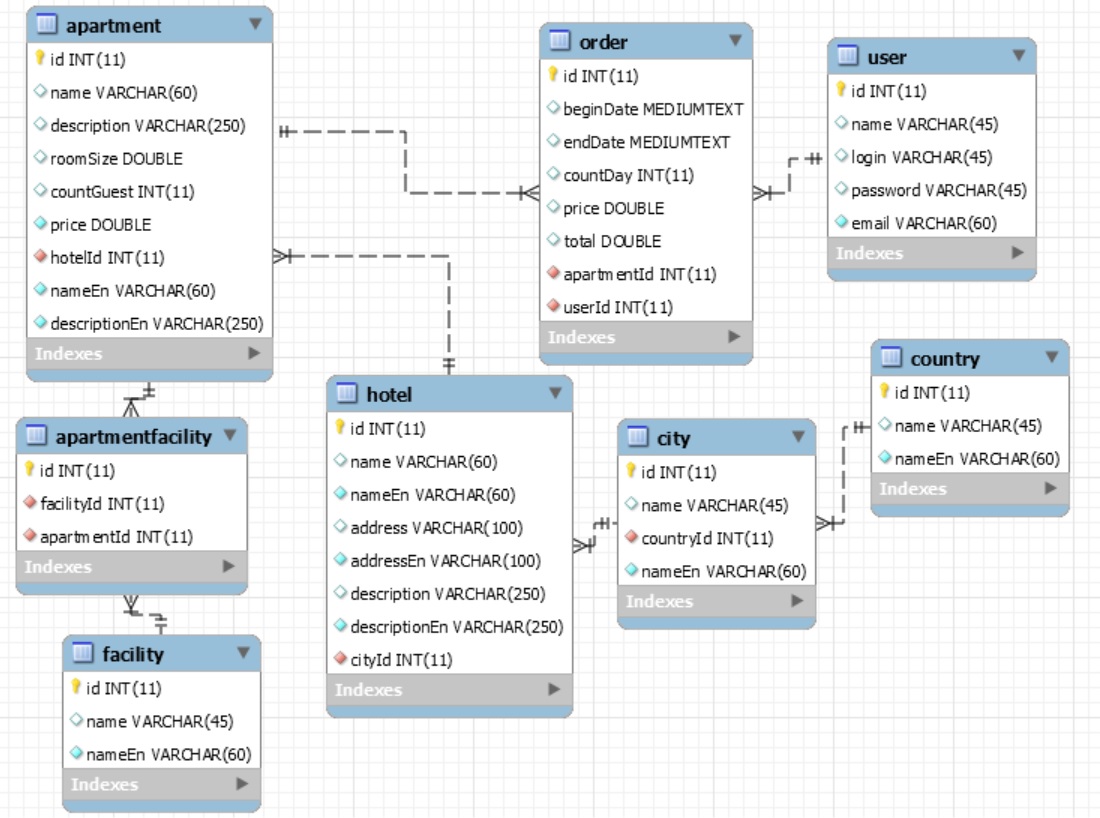 apartment
id INT(11)
name VARCHAR(60)
description VARCHAR(250)
roomSize DOUBLE
countGuest INT(11)
price DOUBLE
hotelId INT(11)
nameEn VARCHAR(60)
descriptionEn VARCHAR(250)
Indexes
order
id INT(11)
beginDate MEDIUMTEXT
endDate MEDIUMTEXT
countDay INT(11)
price DOUBLE
total DOUBLE
apartmentId INT(11)
userId INT(11)
Indexes
user
id INT(11)
name VARCHAR(45)
login VARCHAR(45)
password VARCHAR(45)
email VARCHAR(60)
Indexes
apartmentfacility
id INT(11)
facilityId INT(11)
apartmentId INT(11)
Indexes
hotel
id INT(11)
name VARCHAR(60)
nameEn VARCHAR(60)
address VARCHAR(100)
addressEn VARCHAR(100)
description VARCHAR(250)
descriptionEn VARCHAR(250)
cityId INT(11)
Indexes
city
id INT(11)
name VARCHAR(45)
countryId INT(11)
nameEn VARCHAR(60)
Indexes
country
id INT(11)
name VARCHAR(45)
nameEn VARCHAR(60)
Indexes
facility
id INT(11)
name VARCHAR(45)
nameEn VARCHAR(60)
Indexes